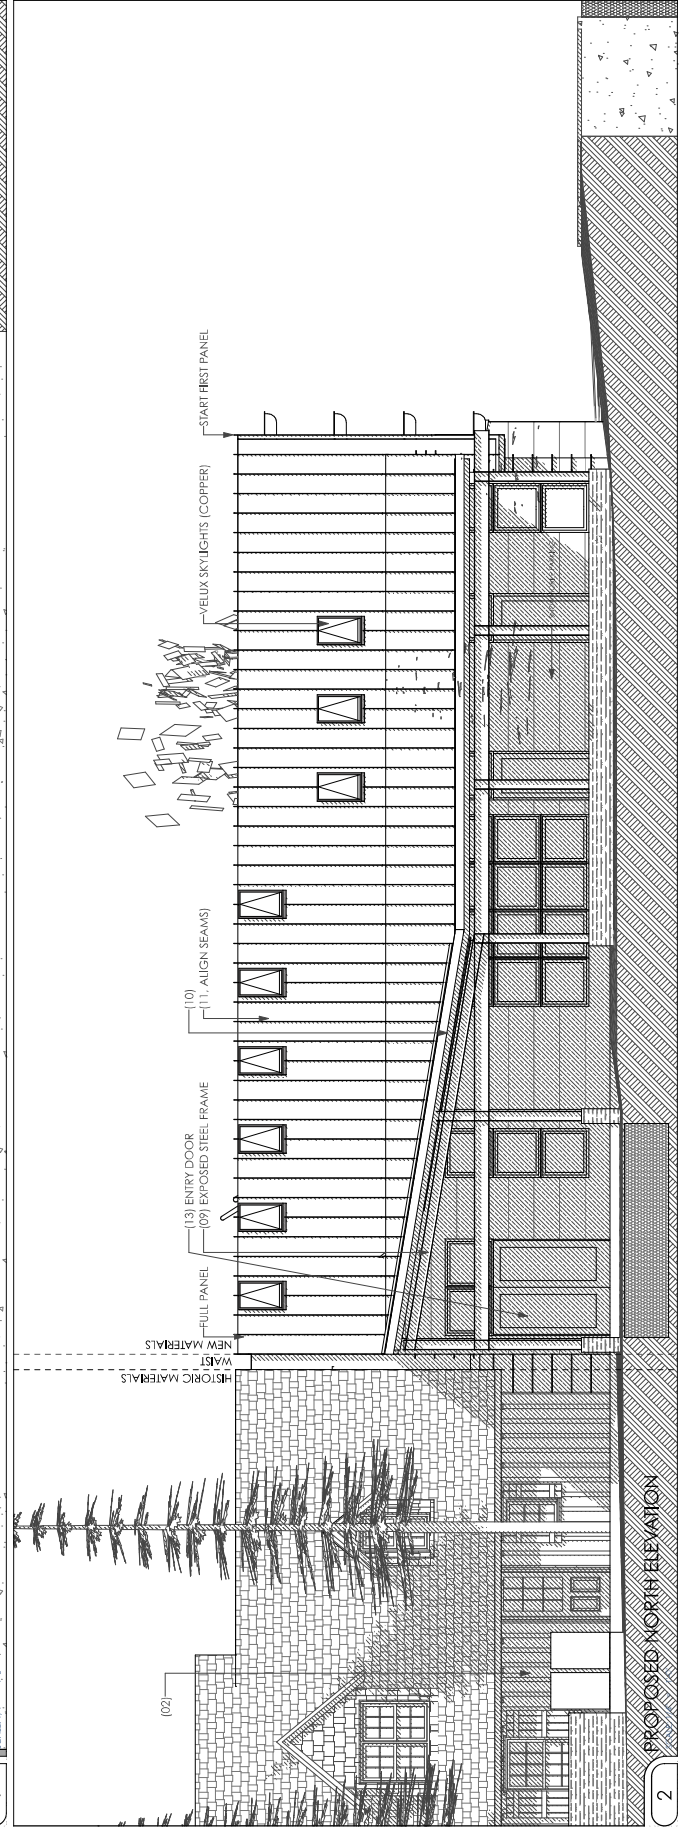 HISTORIC MATERIALS
WAIST
NEW MATERIALS
(02)
FULL PANEL
(13) ENTRY DOOR
(09) EXPOSED STEEL FRAME
(10)
(11, ALIGN SEAMS)
VELUX SKYLIGHTS (COPPER)
START FIRST PANEL
2
PROPOSED NORTH ELEVATION